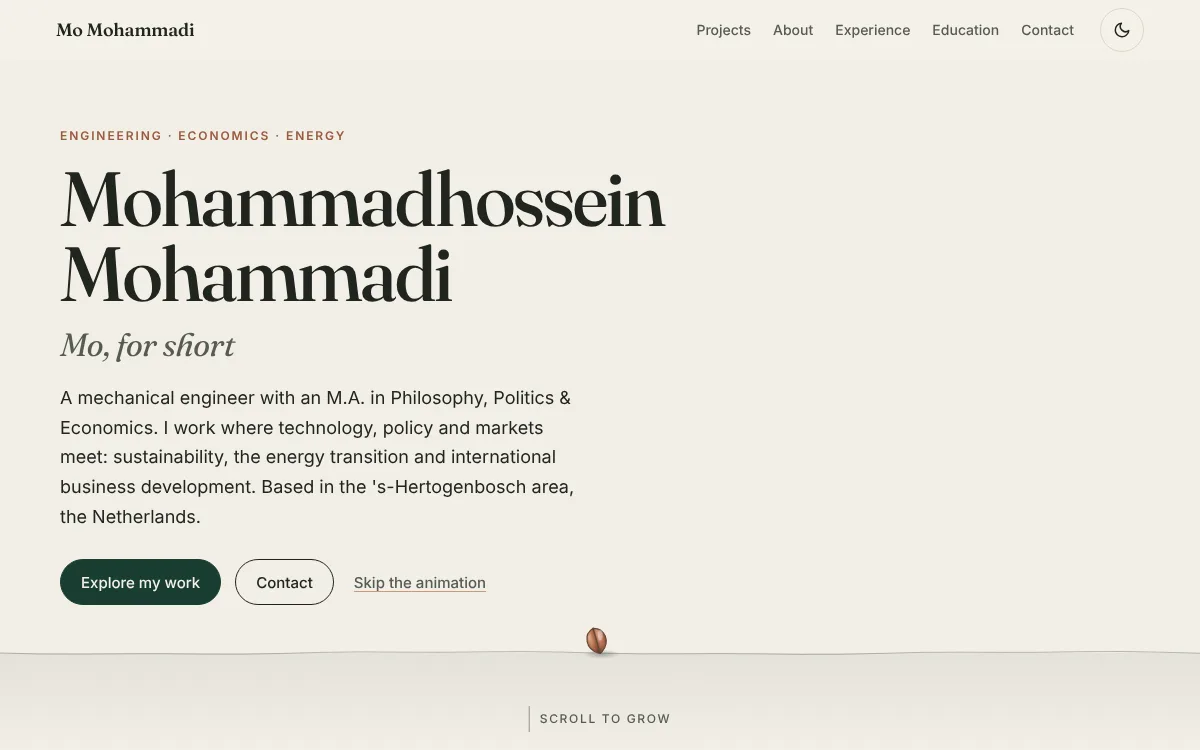 Mo Mohammadi
Projects About Experience Education Contact
ENGINEERING · ECONOMICS · ENERGY
Mohammadhossein
Mohammadi
Mo, for short
A mechanical engineer with an M.A. in Philosophy, Politics &
Economics. I work where technology, policy and markets
meet: sustainability, the energy transition and international
business development. Based in the 's-Hertogenbosch area,
the Netherlands.
Explore my work Contact Skip the animation
SCROLL TO GROW